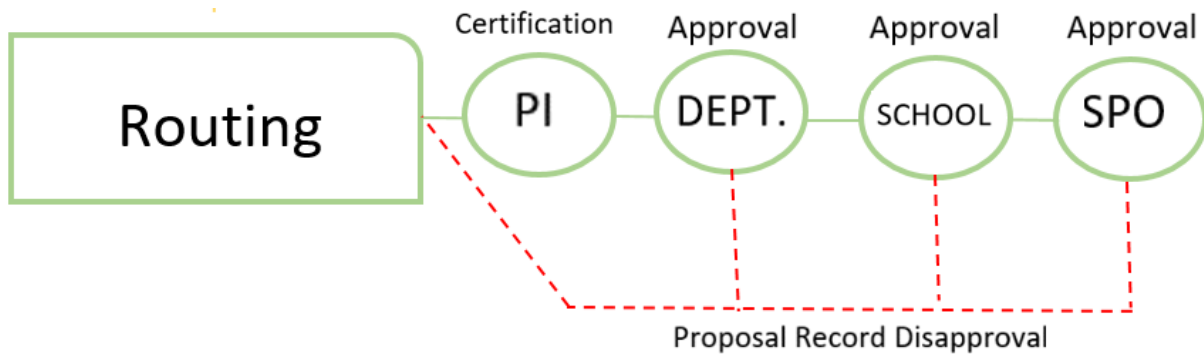 Certification
Approval
Approval
Approval
Routing
PI
DEPT.
SCHOOL
SPO
Proposal Record Disapproval